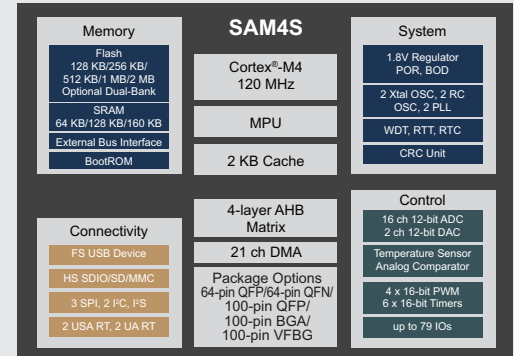 SAM4S
Memory
Flash
128 KB/256 KB/
512 KB/1 MB/2 MB
Optional Dual-Bank
SRAM
64 KB/128 KB/160 KB
External Bus Interface
BootROM
Cortex®-M4
120 MHz
MPU
2 KB Cache
System
1.8V Regulator
POR, BOD
2 Xtal OSC, 2 RC
OSC, 2 PLL
WDT, RTT, RTC
CRC Unit
Connectivity
FS USB Device
HS SDIO/SD/MMC
3 SPI, 2 I²C, I²S
2 USA RT, 2 UA RT
4-layer AHB
Matrix
21 ch DMA
Package Options
64-pin QFP/64-pin QFN/
100-pin QFP/
100-pin BGA/
100-pin VFBG
Control
16 ch 12-bit ADC
2 ch 12-bit DAC
Temperature Sensor
Analog Comparator
4 x 16-bit PWM
6 x 16-bit Timers
up to 79 IOs